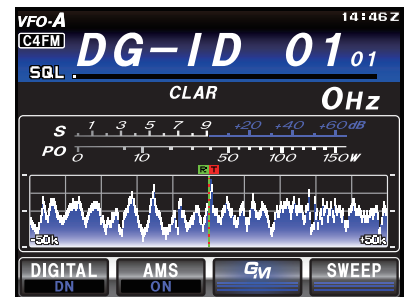 VFO-A 14:46Z
C4FM DG-ID 01 01
SQL
CLAR 0Hz
S 1 3 5 7 9 +20 +40 +60dB
PO 0 10 50 100 150W
R T
-50k +50k
DIGITAL AMS GM SWEEP
DN ON